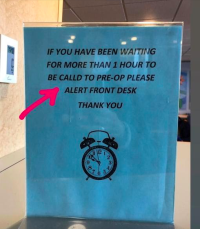 IF YOU HAVE BEEN WAITING
FOR MORE THAN 1 HOUR TO
BE CALLD TO PRE-OP PLEASE
ALERT FRONT DESK
THANK YOU